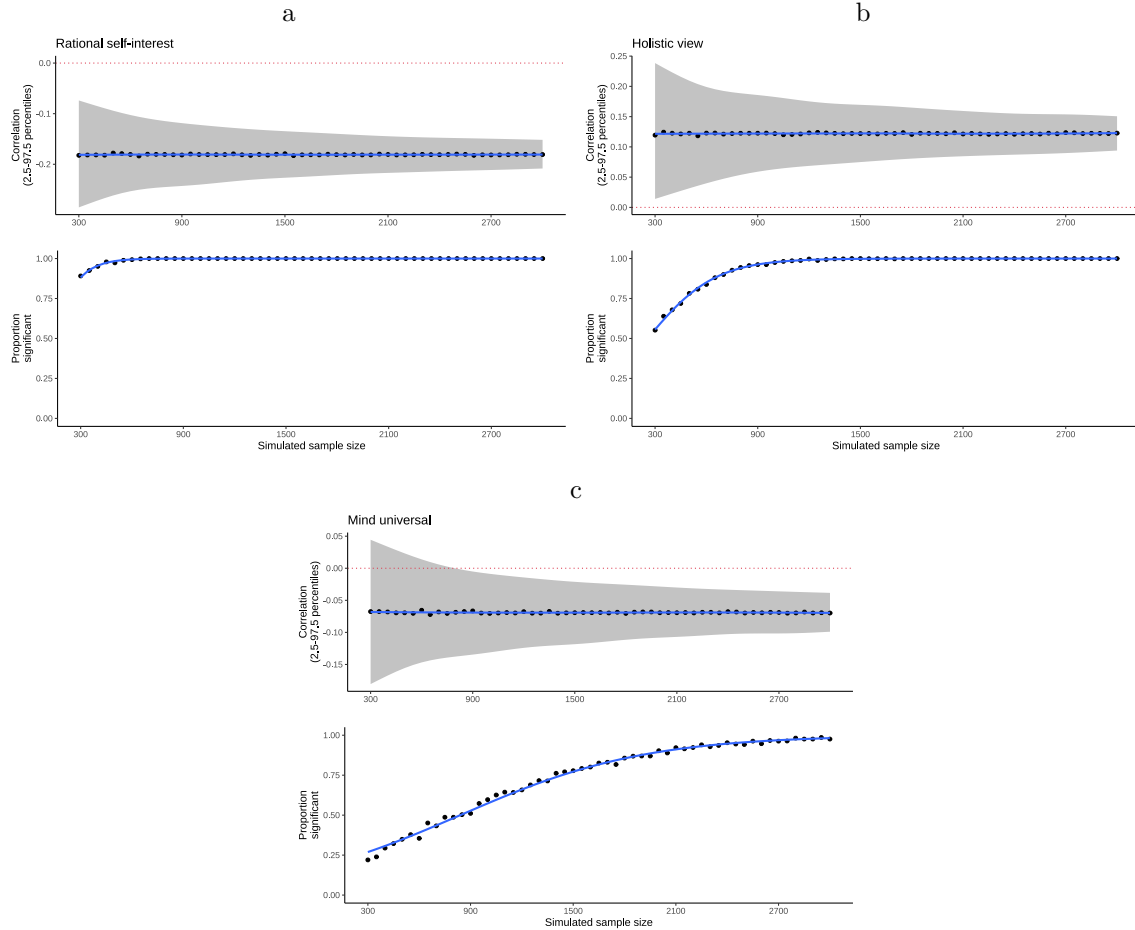 a
Rational self-interest
Correlation
(2.5-97.5 percentiles)
0.0
-0.1
-0.2
300 900 1500 2100 2700
Proportion
significant
1.00
0.75
0.50
0.25
0.00
300 900 1500 2100 2700
Simulated sample size
b
Holistic view
Correlation
(2.5-97.5 percentiles)
0.25
0.20
0.15
0.10
0.05
0.00
300 900 1500 2100 2700
Proportion
significant
1.00
0.75
0.50
0.25
0.00
300 900 1500 2100 2700
Simulated sample size
c
Mind universal
Correlation
(2.5-97.5 percentiles)
0.05
0.00
-0.05
-0.10
-0.15
300 900 1500 2100 2700
Proportion
significant
1.00
0.75
0.50
0.25
0.00
300 900 1500 2100 2700
Simulated sample size